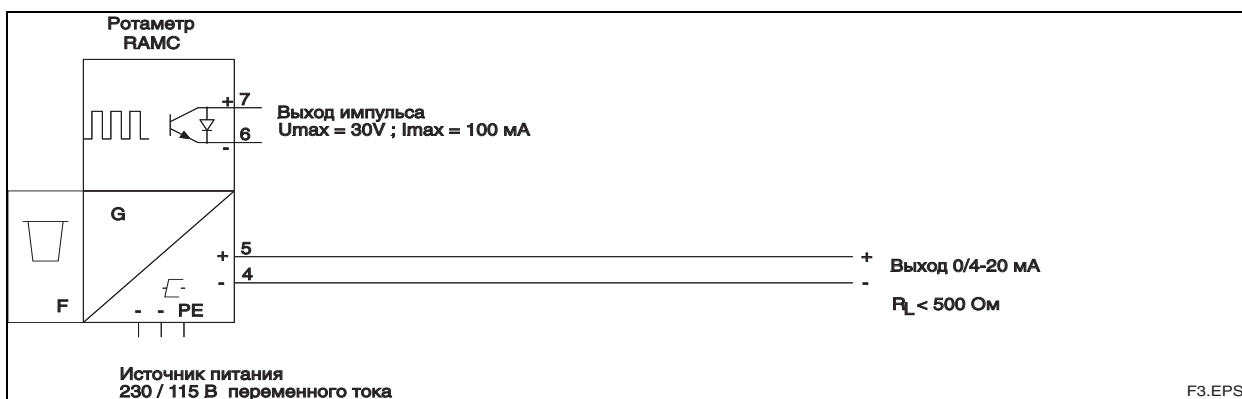 Ротаметр
RAMC
+ 7
Выход импульса
Umax = 30V ; Imax = 100 мА
6
-
G
+ 5
+
Выход 0/4-20 мА
- 4
-
RL < 500 Ом
F
- - PE
Источник питания
230 / 115 В переменного тока
F3.EPS